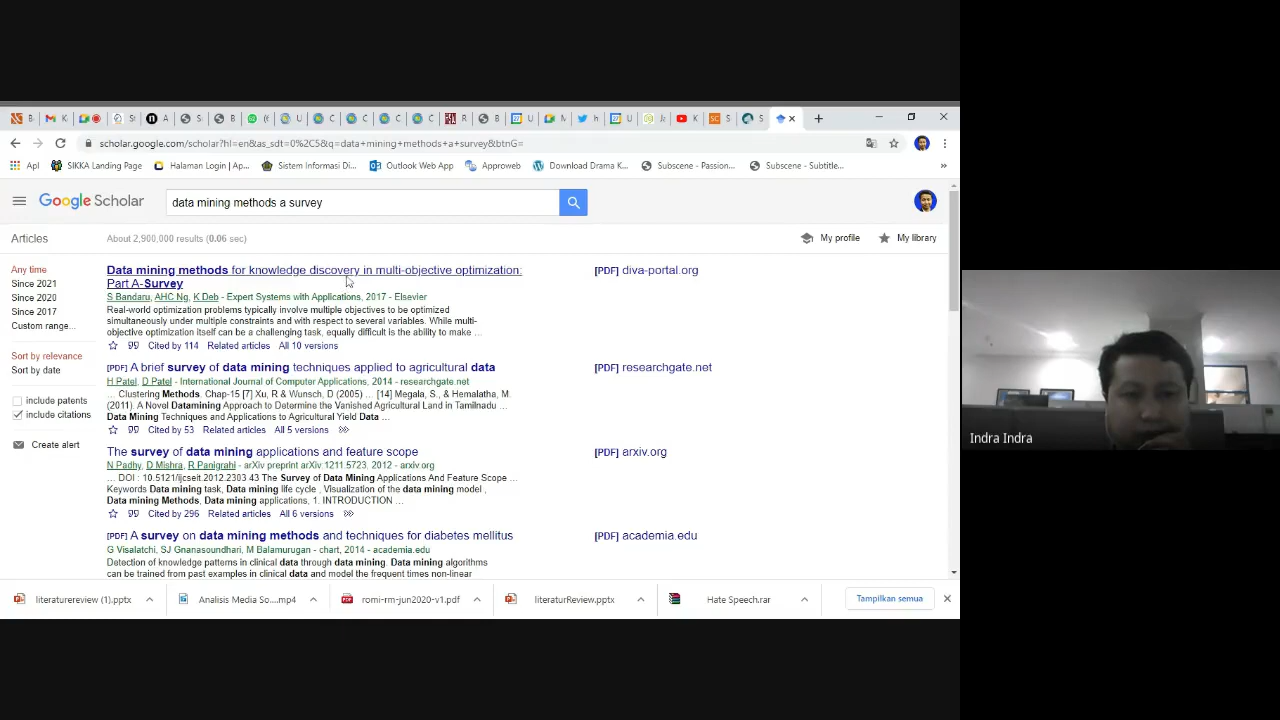 scholar.google.com/scholar?hl=en&as_sdt=0%2C5&q=data+mining+methods+a+survey&btnG=
Apl
SIKKA Landing Page
Halaman Login | Ap...
Sistem Informasi Di...
Outlook Web App
Bootswatch
Download Drama K...
Subscene - Passion...
Subscene - Subtitle...
Google Scholar
data mining methods a survey
Articles
About 2,900,000 results (0.06 sec)
My profile
My library
Any time
Since 2021
Since 2020
Since 2017
Custom range...
Sort by relevance
Sort by date
include patents
include citations
Create alert
Data mining methods for knowledge discovery in multi-objective optimization:
Part A-Survey
S Bandaru, AHC Ng, K Deb - Expert Systems with Applications, 2017 - Elsevier
Real-world optimization problems typically involve multiple objectives to be optimized
simultaneously under multiple constraints and with respect to several variables. While multi-
objective optimization itself can be a challenging task, equally difficult is the ability to make ...
Cited by 114 Related articles All 10 versions
[PDF] diva-portal.org
[PDF] A brief survey of data mining techniques applied to agricultural data
H Patel, D Patel - International Journal of Computer Applications, 2014 - researchgate.net
... Clustering Methods. Chap-15 [7] Xu, R & Wunsch, D (2005) ... [14] Megala, S., & Hemalatha, M.
(2011). A Novel Datamining Approach to Determine the Vanished Agricultural Land in Tamilnadu ...
Data Mining Techniques and Applications to Agricultural Yield Data ...
Cited by 53 Related articles All 5 versions
[PDF] researchgate.net
The survey of data mining applications and feature scope
N Padhy, D Mishra, R Panigrahi - arXiv preprint arXiv:1211.5723, 2012 - arxiv.org
... DOI : 10.5121/ijcseit.2012.2303 43 The Survey of Data Mining Applications And Feature Scope ...
Keywords Data mining task, Data mining life cycle , Visualization of the data mining model ,
Data mining Methods, Data mining applications, 1. INTRODUCTION ...
Cited by 296 Related articles All 6 versions
[PDF] arxiv.org
[PDF] A survey on data mining methods and techniques for diabetes mellitus
G Visalatchi, SJ Gnanasoundhari, M Balamurugan - chart, 2014 - academia.edu
Detection of knowledge patterns in clinical data through data mining. Data mining algorithms
can be trained from past examples in clinical data and model the frequent times non-linear
[PDF] academia.edu
literaturereview (1).pptx
Analisis Media So....mp4
romi-rm-jun2020-v1.pdf
literaturReview.pptx
Hate Speech.rar
Tampilkan semua
Indra Indra